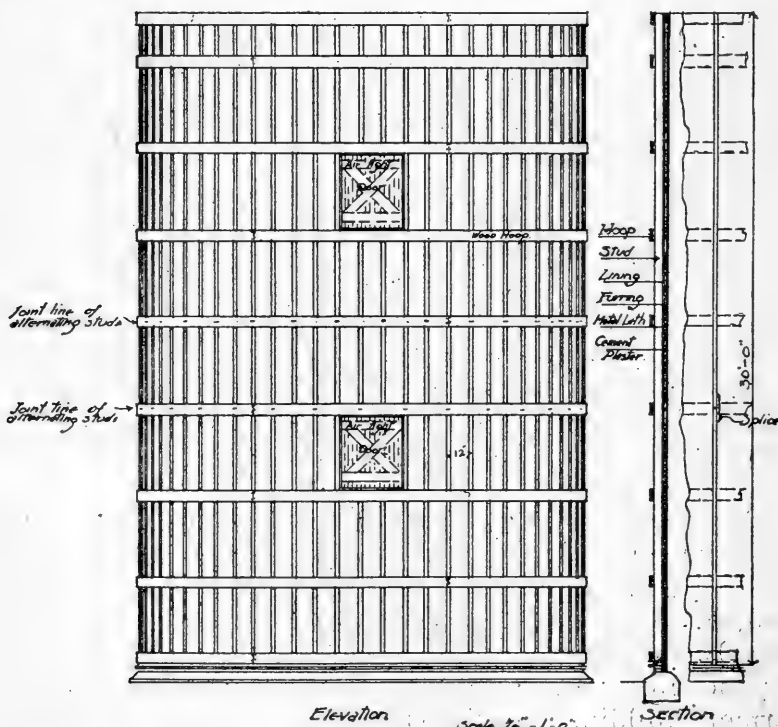 Air Tight
Door
Wood Hoop
Joint line of
alternating studs
Joint line of
alternating studs
Air Tight
Door
12"
Hoop
Stud
Lining
Furring
Metal Lath
Cement
Plaster
30'-0"
Splice
Elevation
Scale
Section